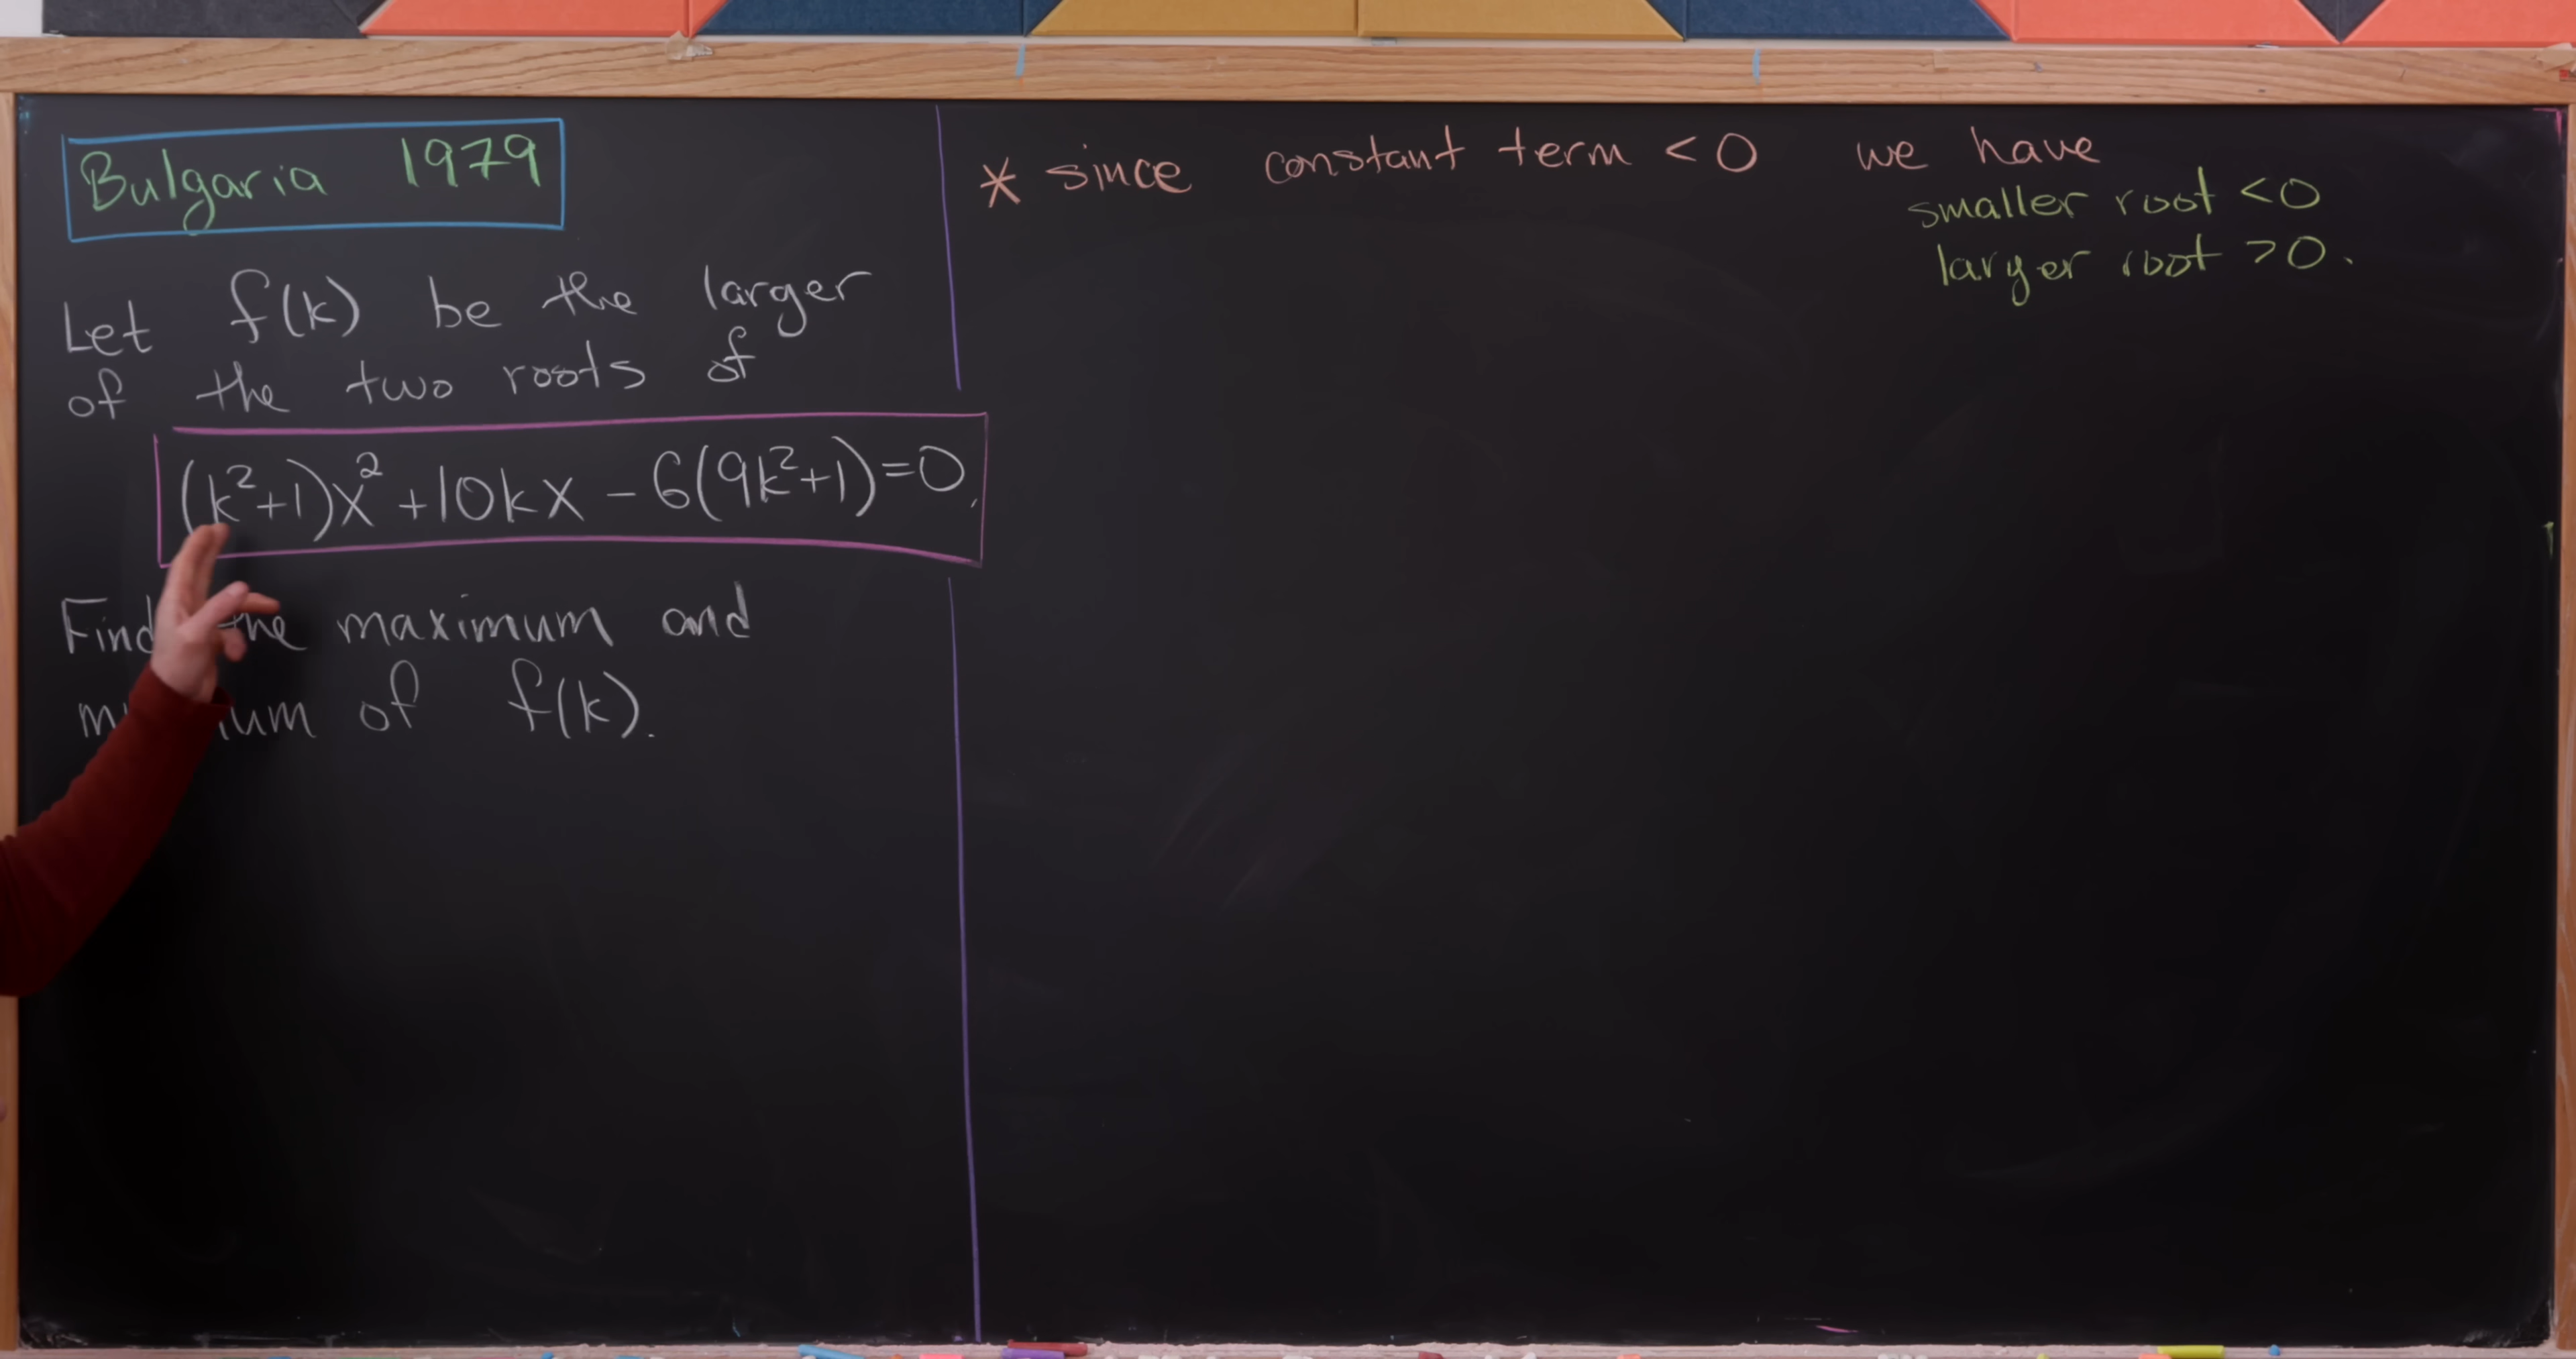 Bulgaria 1979
Let f(k) be the larger
of the two roots of
(k²+1)x² + 10kx - 6(9k²+1) = 0.
Find the maximum and
of f(k).
* since constant term < 0 we have
smaller root < 0
larger root > 0.